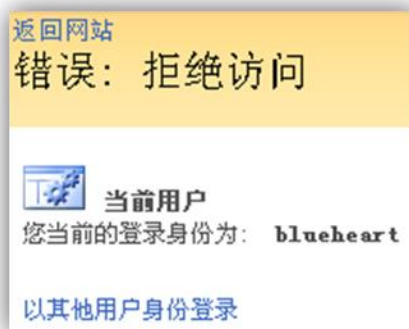 返回网站
错误： 拒绝访问
当前用户
您当前的登录身份为： blueheart
以其他用户身份登录